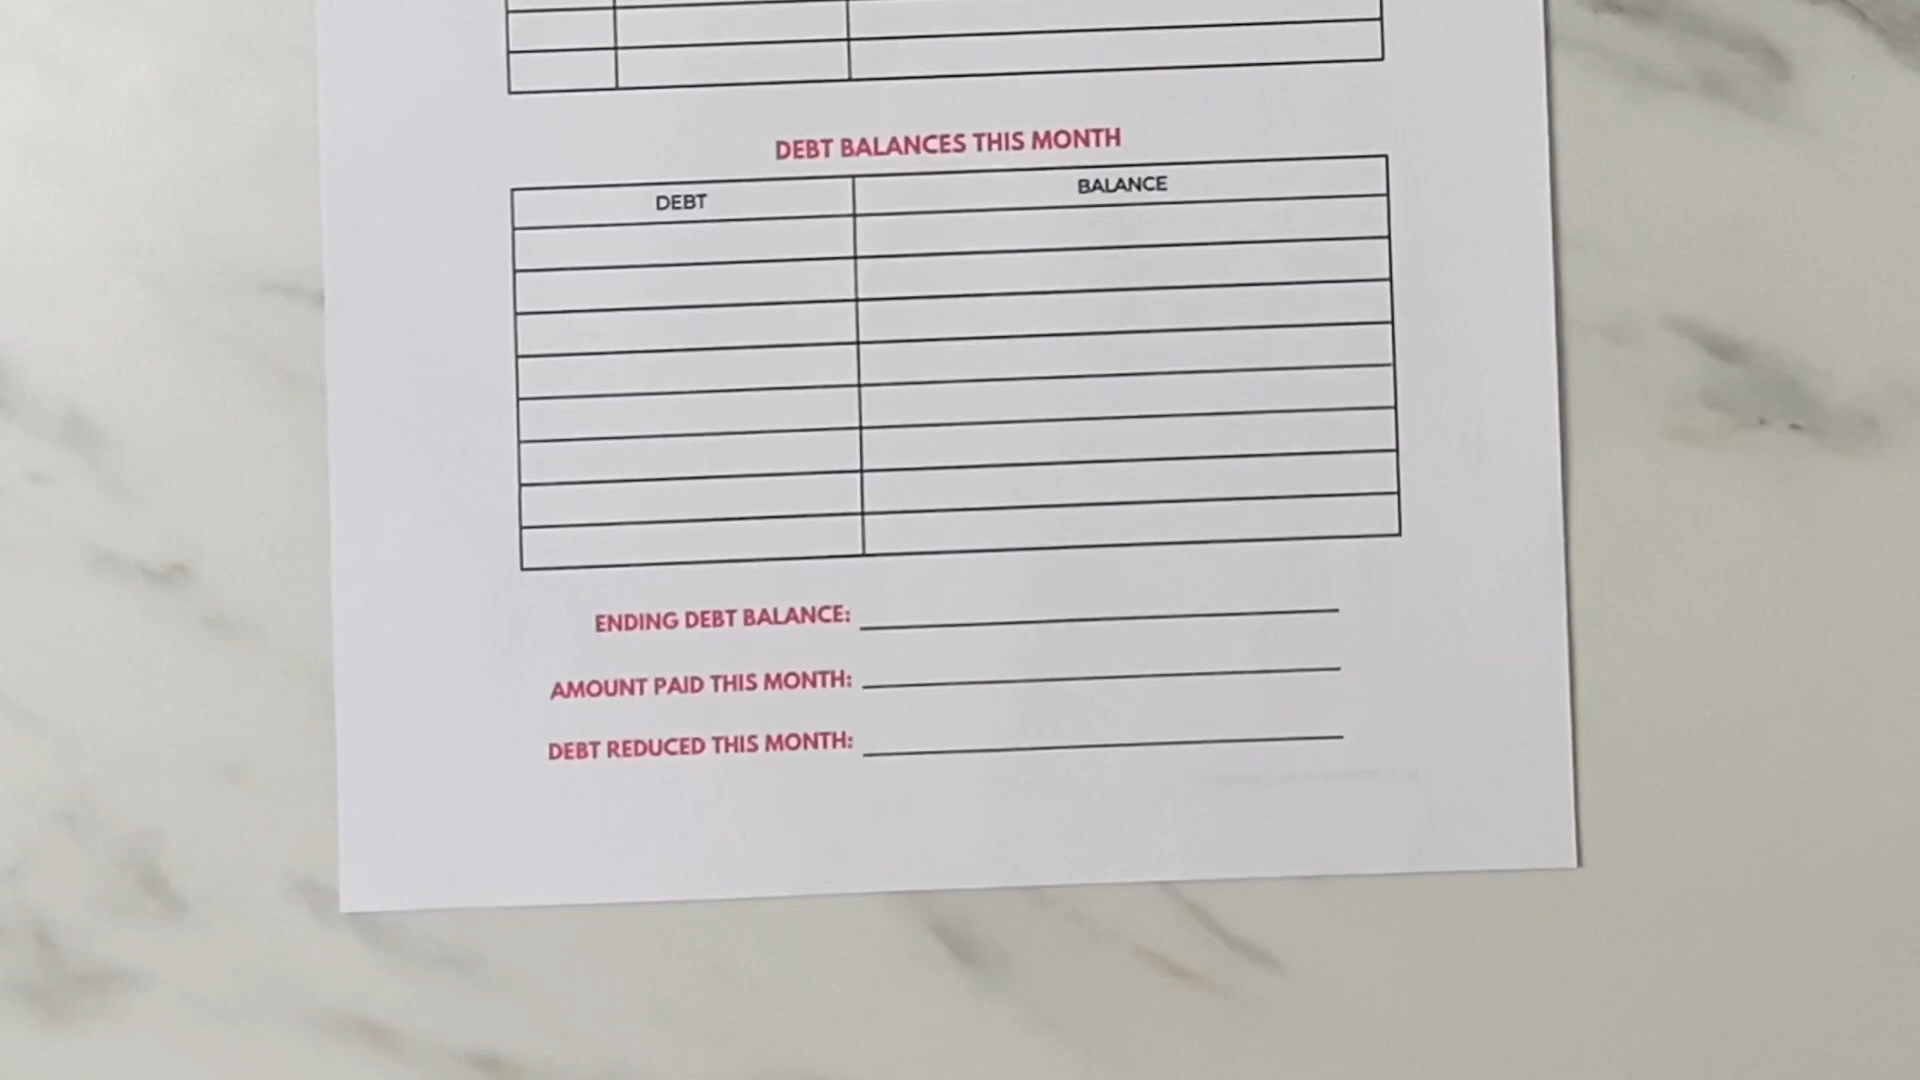 DEBT BALANCES THIS MONTH
DEBT BALANCE
ENDING DEBT BALANCE:
AMOUNT PAID THIS MONTH:
DEBT REDUCED THIS MONTH: